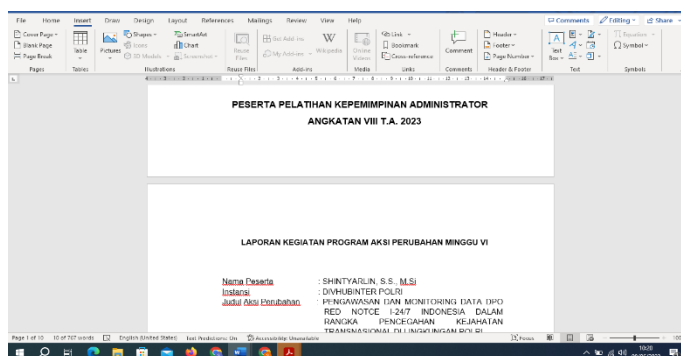 File Home Insert Draw Design Layout References Mailings Review View Help Comments Editing Share
Cover Page Shapes SmartArt Link Header Equation
Blank Page Icons Chart Get Add-ins Bookmark Footer Symbol
Page Break Table Pictures 3D Models Screenshot Reuse Files My Add-ins Wikipedia Online Videos Cross-reference Comment Page Number Text Box
Pages Tables Illustrations Reuse Files Add-ins Media Links Comments Header & Footer Text Symbols
PESERTA PELATIHAN KEPEMIMPINAN ADMINISTRATOR
ANGKATAN VIII T.A. 2023
LAPORAN KEGIATAN PROGRAM AKSI PERUBAHAN MINGGU VI
Nama Peserta : SHINTYARLIN, S.S., M.Si
Instansi : DIVHUBINTER POLRI
Judul Aksi Perubahan : PENGAWASAN DAN MONITORING DATA DPO
RED NOTCE I-24/7 INDONESIA DALAM
RANGKA PENCEGAHAN KEJAHATAN
TRANSNASIONAL DI LINGKUNGAN POLRI
Page 1 of 10 10 of 767 words English (United States) Text Predictions: On Accessibility: Unavailable Focus
10:20